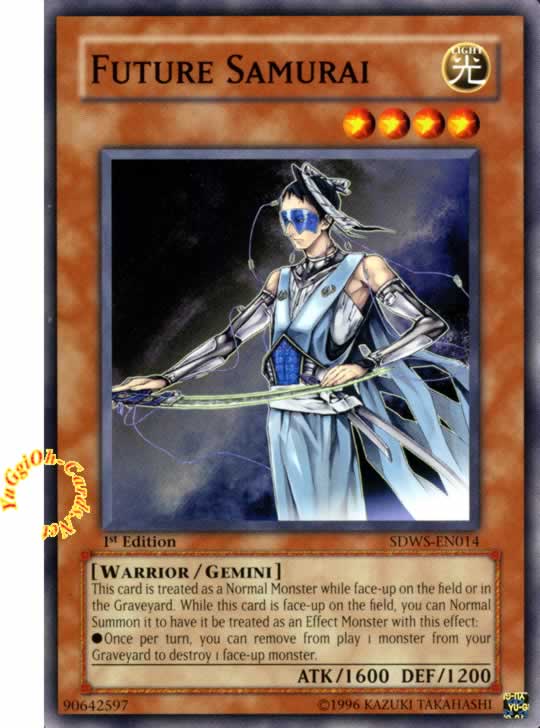 FUTURE SAMURAI
LIGHT
光
YuGgiOh-Cards.Net
1st Edition
SDWS-EN014
[WARRIOR / GEMINI]
This card is treated as a Normal Monster while face-up on the field or in
the Graveyard. While this card is face-up on the field, you can Normal
Summon it to have it be treated as an Effect Monster with this effect:
●Once per turn, you can remove from play 1 monster from your
Graveyard to destroy 1 face-up monster.
ATK/1600 DEF/1200
90642597
©1996 KAZUKI TAKAHASHI